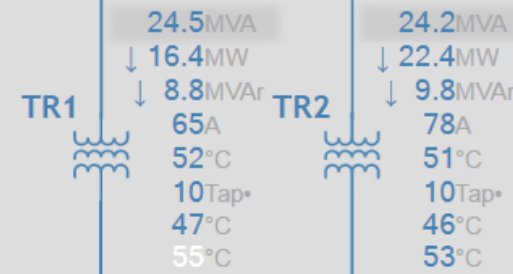 24.5MVA 24.2MVA
↓ 16.4MW ↓ 22.4MW
↓ 8.8MVAr ↓ 9.8MVAr
TR1 TR2
65A 78A
52°C 51°C
10Tap• 10Tap•
47°C 46°C
55°C 53°C